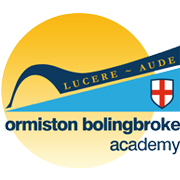 LUCERE ~ AUDE
ormiston bolingbroke
academy